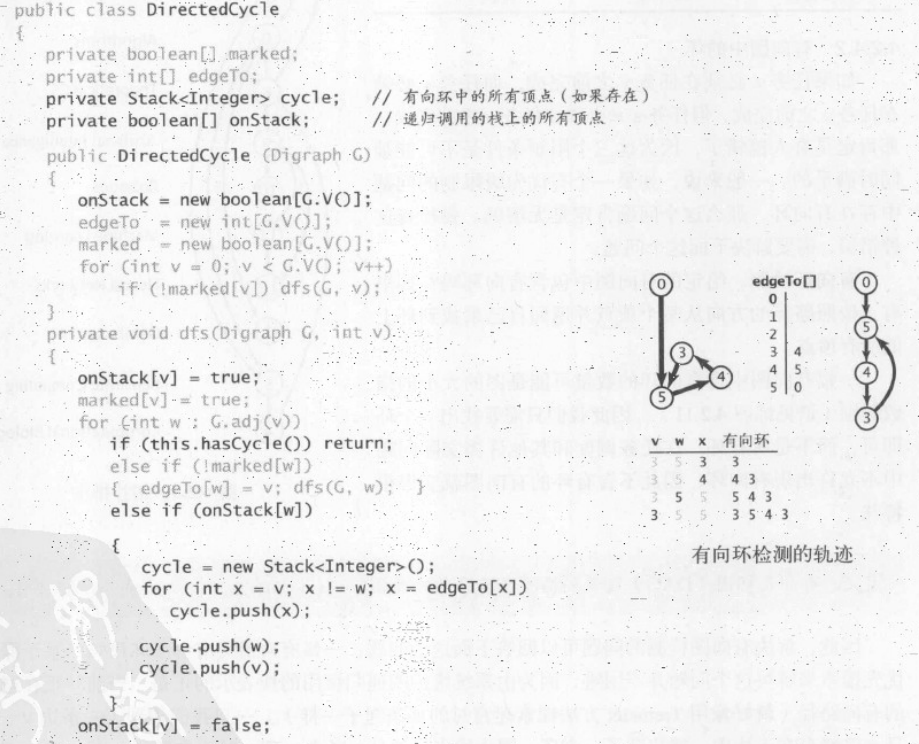 public class DirectedCycle
{
private boolean[] marked;
private int[] edgeTo;
private Stack<Integer> cycle; // 有向环中的所有顶点（如果存在）
private boolean[] onStack; // 递归调用的栈上的所有顶点
public DirectedCycle (Digraph G)
{
onStack = new boolean[G.V()];
edgeTo = new int[G.V()];
marked = new boolean[G.V()];
for (int v = 0; v < G.V(); v++)
if (!marked[v]) dfs(G, v);
}
private void dfs(Digraph G, int v)
{
onStack[v] = true;
marked[v] = true;
for (int w : G.adj(v))
if (this.hasCycle()) return;
else if (!marked[w])
{ edgeTo[w] = v; dfs(G, w); }
else if (onStack[w])
{
cycle = new Stack<Integer>();
for (int x = v; x != w; x = edgeTo[x])
cycle.push(x);
cycle.push(w);
cycle.push(v);
}
onStack[v] = false;
edgeTo[]
0
1
2
3 4
4 5
5 0
0
3
4
5
0
5
4
3
v w x 有向环
3 5 3 3
3 5 4 4 3
3 5 5 5 4 3
3 5 5 3 5 4 3
有向环检测的轨迹